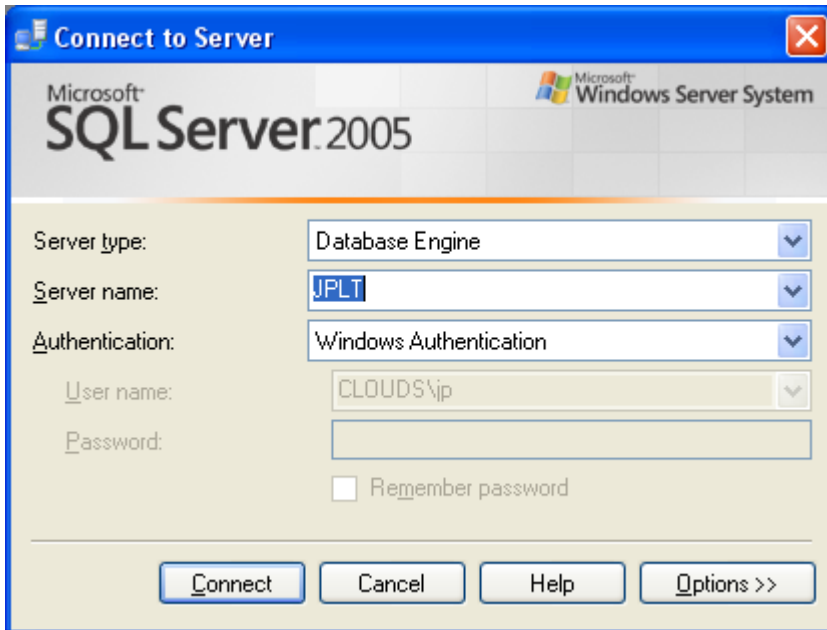 Connect to Server
Microsoft
SQL Server 2005
Microsoft
Windows Server System
Server type: Database Engine
Server name: JPLT
Authentication: Windows Authentication
User name: CLOUDS\jp
Password:
Remember password
Connect Cancel Help Options >>